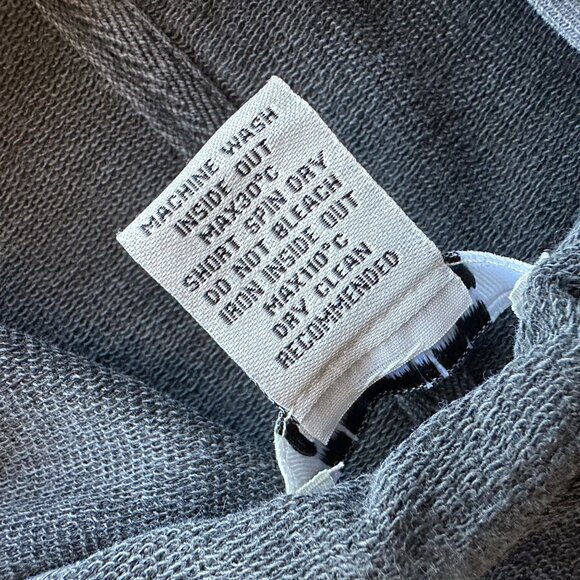 MACHINE WASH
INSIDE OUT
MAX30°C
SHORT SPIN DRY
DO NOT BLEACH
IRON INSIDE OUT
MAX110°C
DRY CLEAN
RECOMMENDED